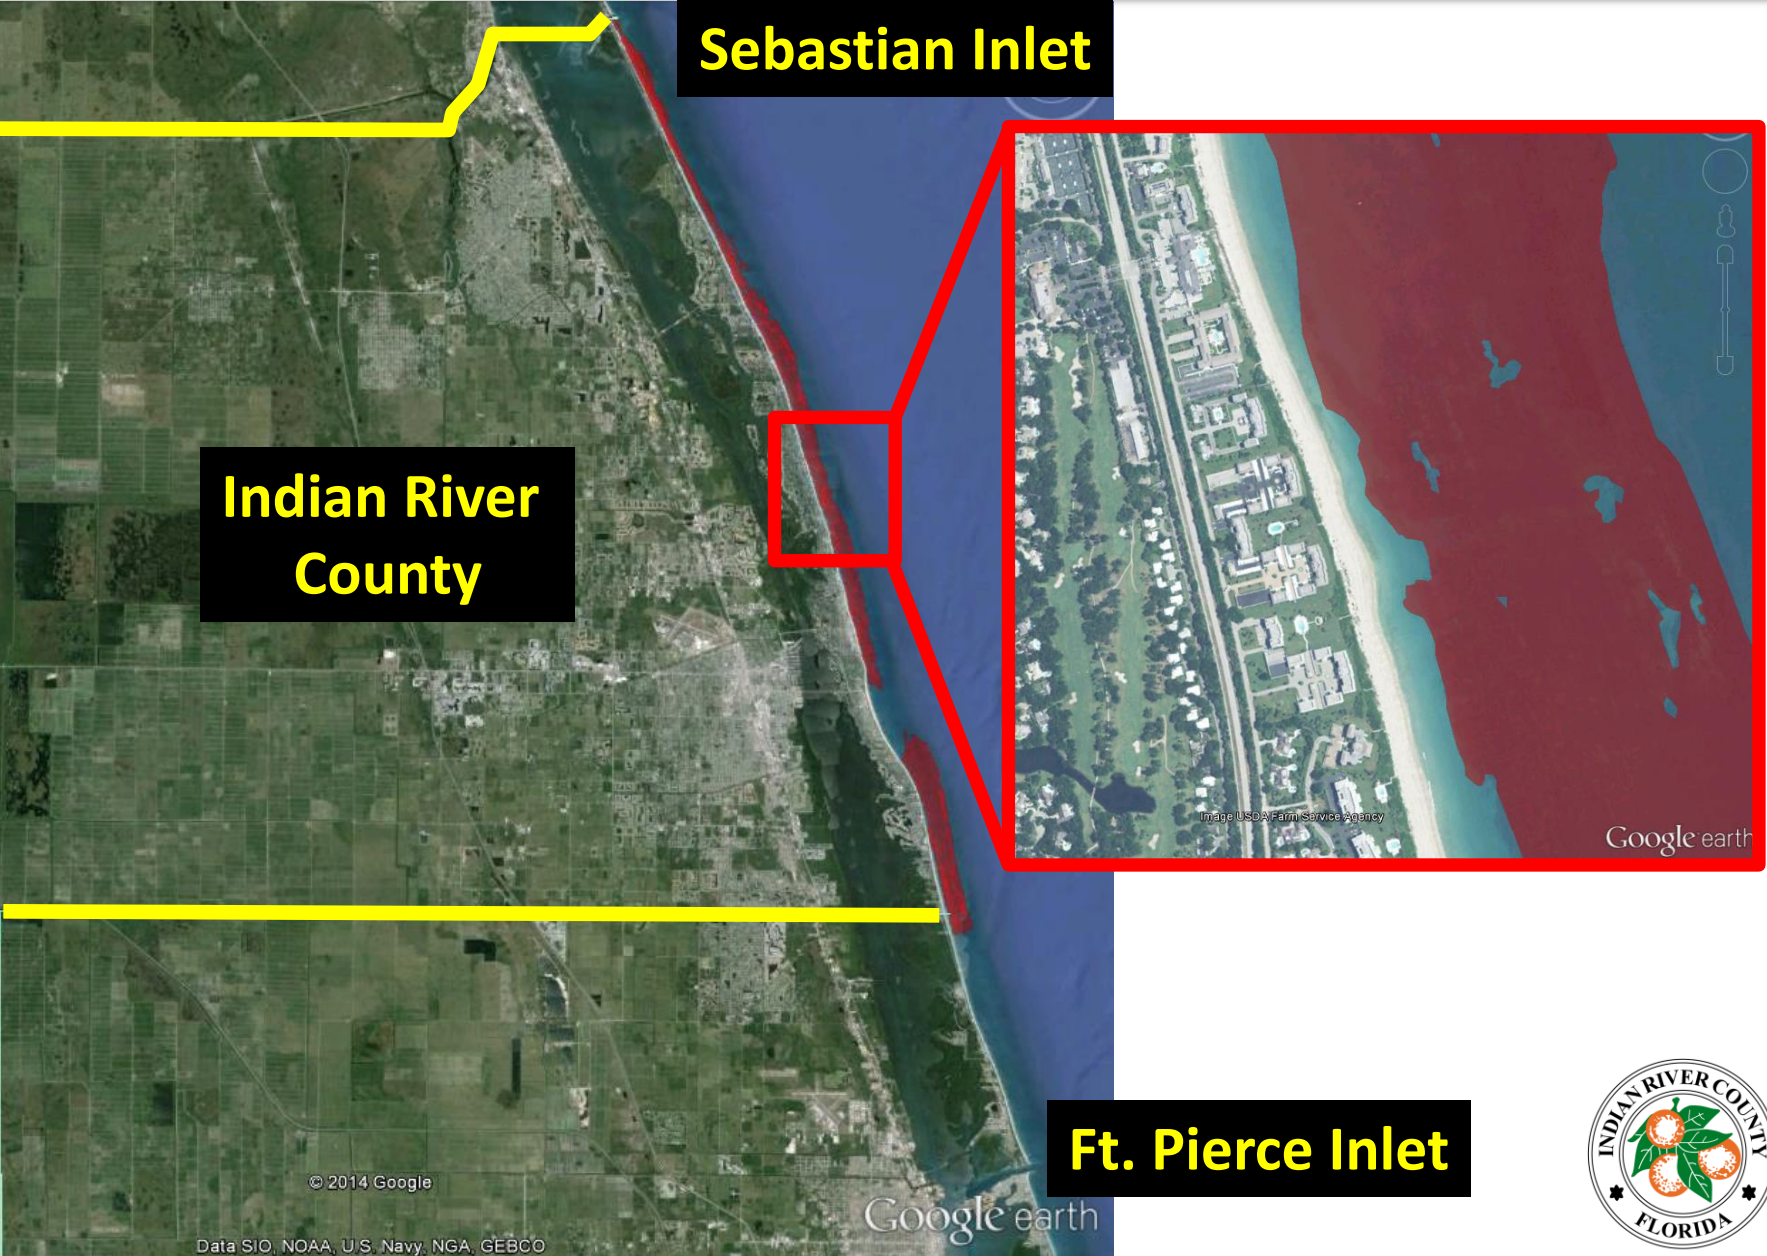 Sebastian Inlet
Indian River
County
Image USDA Farm Service Agency
Google earth
Ft. Pierce Inlet
INDIAN RIVER COUNTY
FLORIDA
© 2014 Google
Google earth
Data SIO, NOAA, U.S. Navy, NGA, GEBCO